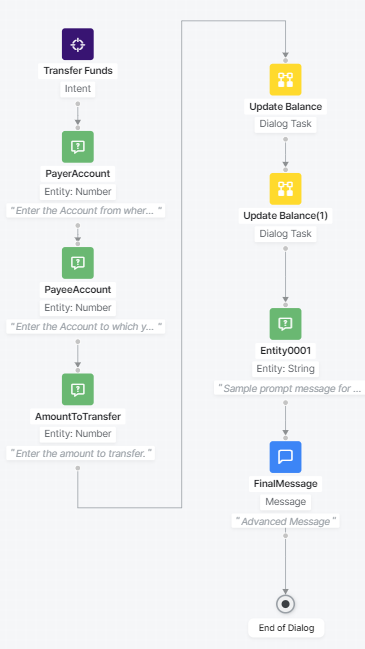 Transfer Funds
Intent
PayerAccount
Entity: Number
"Enter the Account from wher... "
PayeeAccount
Entity: Number
"Enter the Account to which y... "
AmountToTransfer
Entity: Number
"Enter the amount to transfer."
Update Balance
Dialog Task
Update Balance(1)
Dialog Task
Entity0001
Entity: String
"Sample prompt message for ...
FinalMessage
Message
"Advanced Message"
End of Dialog